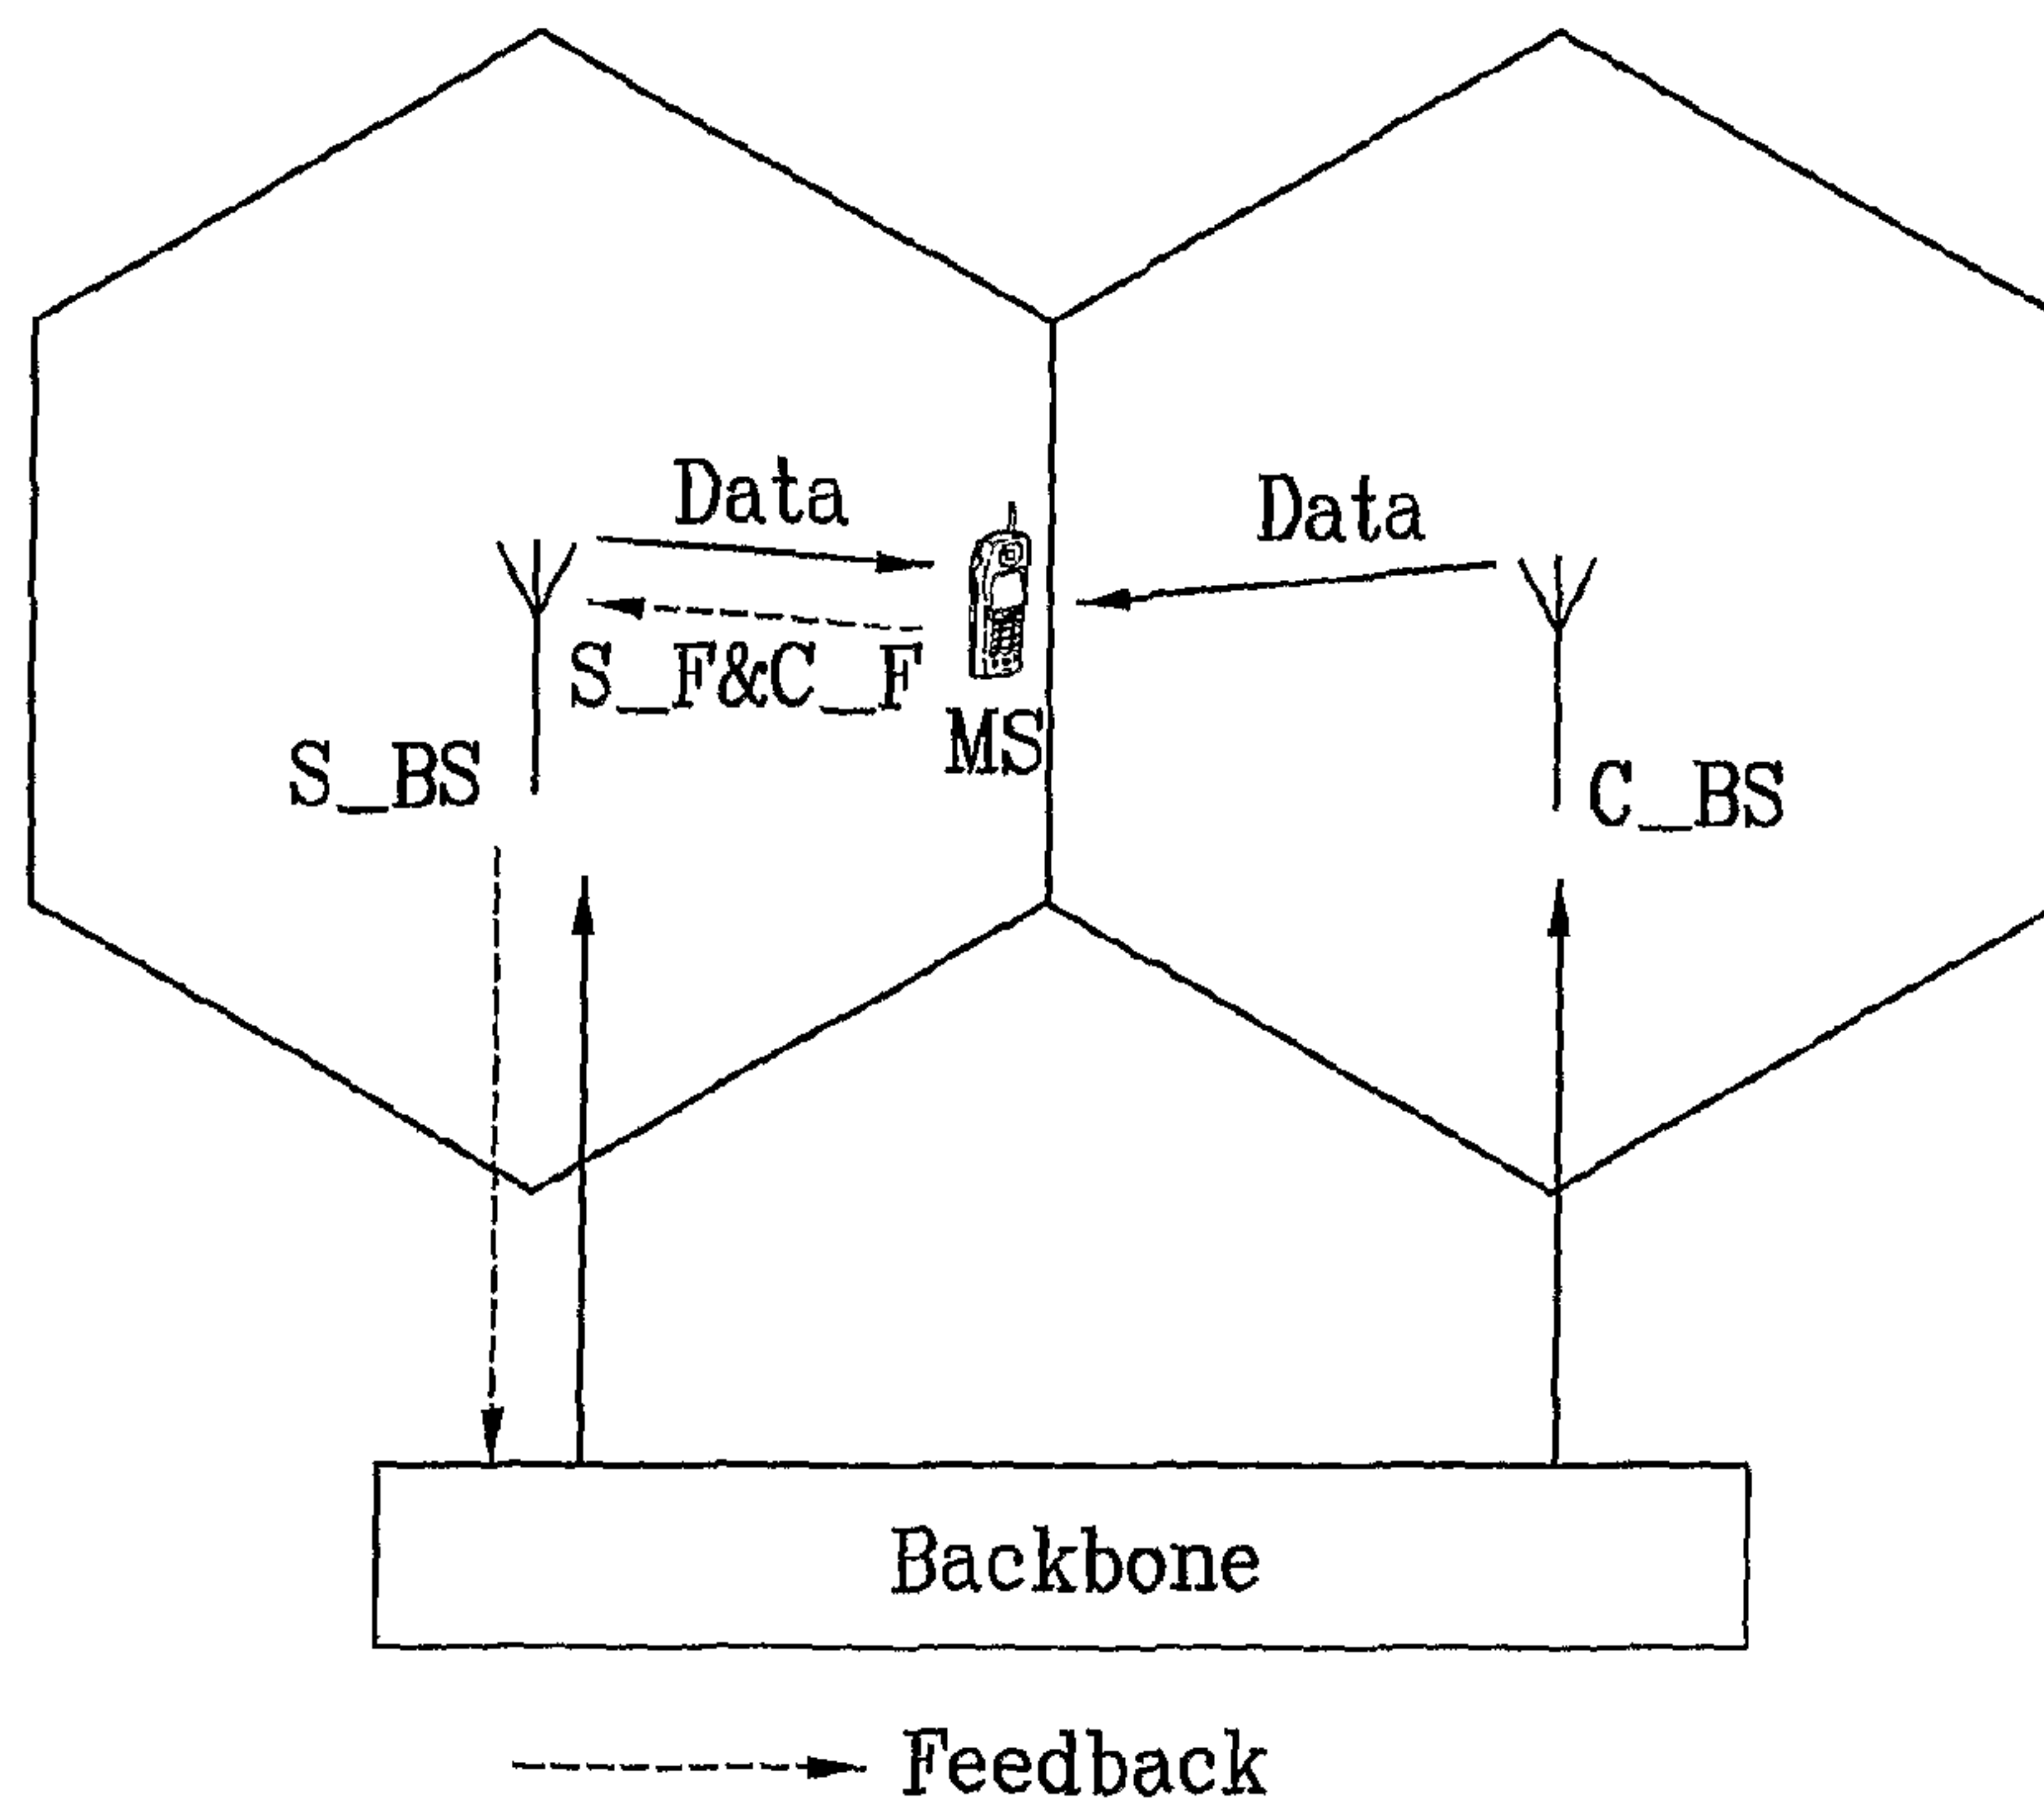 Data
Data
S_F&C_F
MS
S_BS
C_BS
Backbone
Feedback